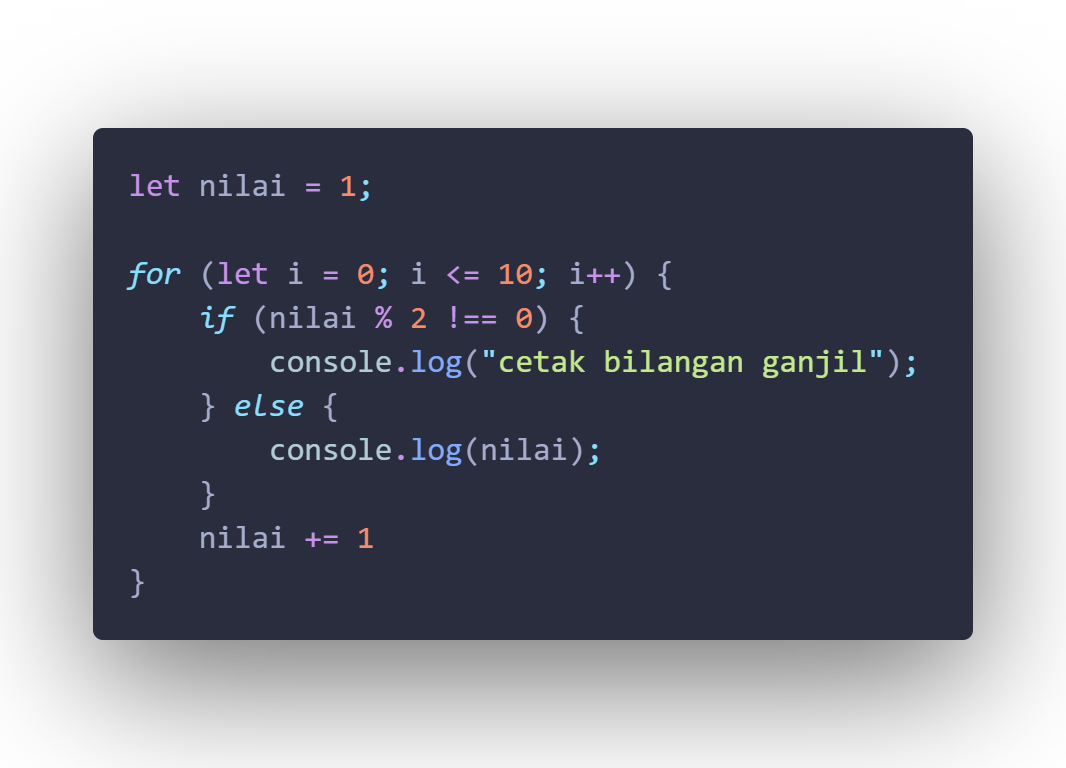 let nilai = 1;

for (let i = 0; i <= 10; i++) {
    if (nilai % 2 !== 0) {
        console.log("cetak bilangan ganjil");
    } else {
        console.log(nilai);
    }
    nilai += 1
}